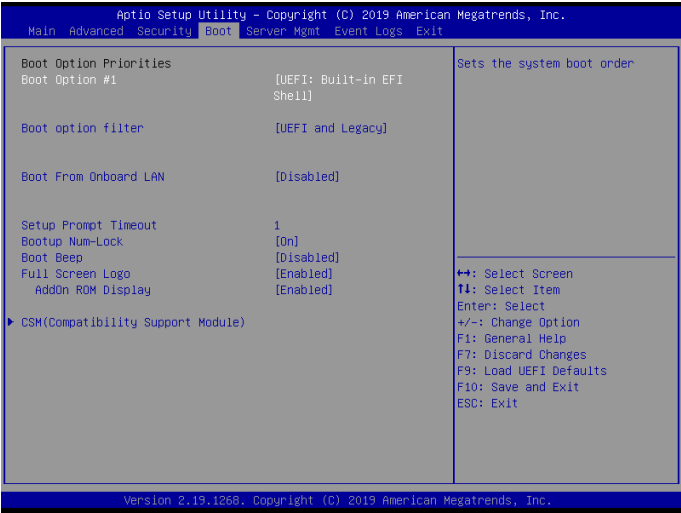 Aptio Setup Utility – Copyright (C) 2019 American Megatrends, Inc.
Main Advanced Security Boot Server Mgmt Event Logs Exit
Boot Option Priorities
Boot Option #1 [UEFI: Built-in EFI
Shell]
Boot option filter [UEFI and Legacy]
Boot From Onboard LAN [Disabled]
Setup Prompt Timeout 1
Bootup Num-Lock [On]
Boot Beep [Disabled]
Full Screen Logo [Enabled]
AddOn ROM Display [Enabled]
CSM(Compatibility Support Module)
Sets the system boot order
↔: Select Screen
↑↓: Select Item
Enter: Select
+/-: Change Option
F1: General Help
F7: Discard Changes
F9: Load UEFI Defaults
F10: Save and Exit
ESC: Exit
Version 2.19.1268. Copyright (C) 2019 American Megatrends, Inc.